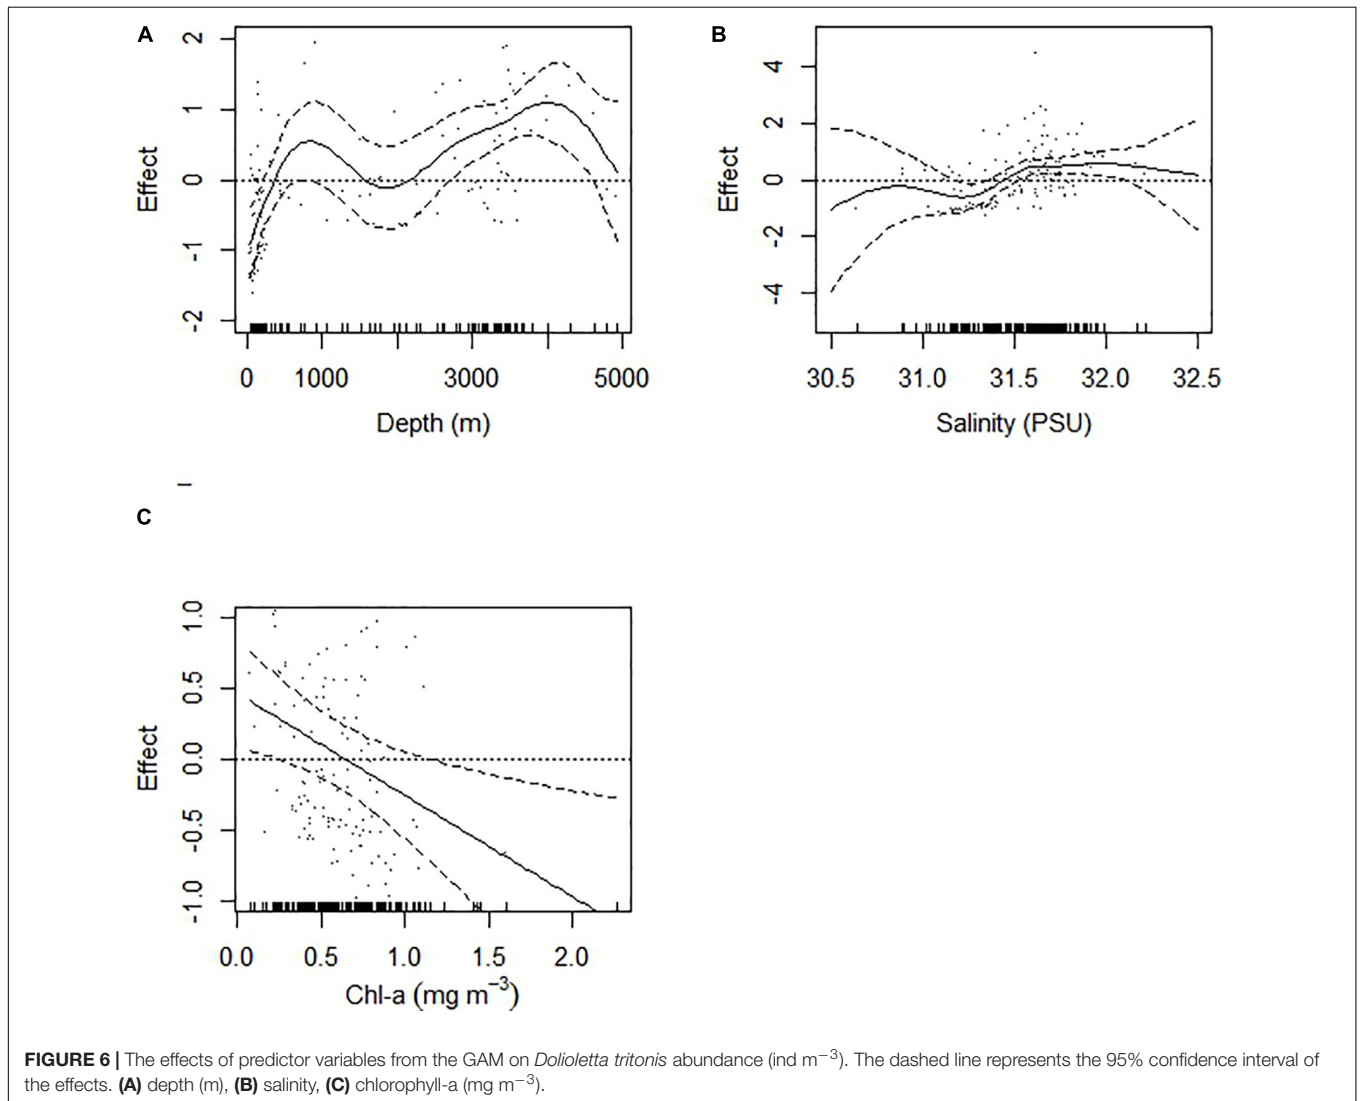 A
2
1
0
-1
-2
Effect
0 1000 3000 5000
Depth (m)
B
4
2
0
-2
-4
Effect
30.5 31.0 31.5 32.0 32.5
Salinity (PSU)
C
1.0
0.5
0.0
-0.5
-1.0
Effect
0.0 0.5 1.0 1.5 2.0
Chl-a (mg m⁻³)
FIGURE 6 | The effects of predictor variables from the GAM on Dolioletta tritonis abundance (ind m⁻³). The dashed line represents the 95% confidence interval of
the effects. (A) depth (m), (B) salinity, (C) chlorophyll-a (mg m⁻³).